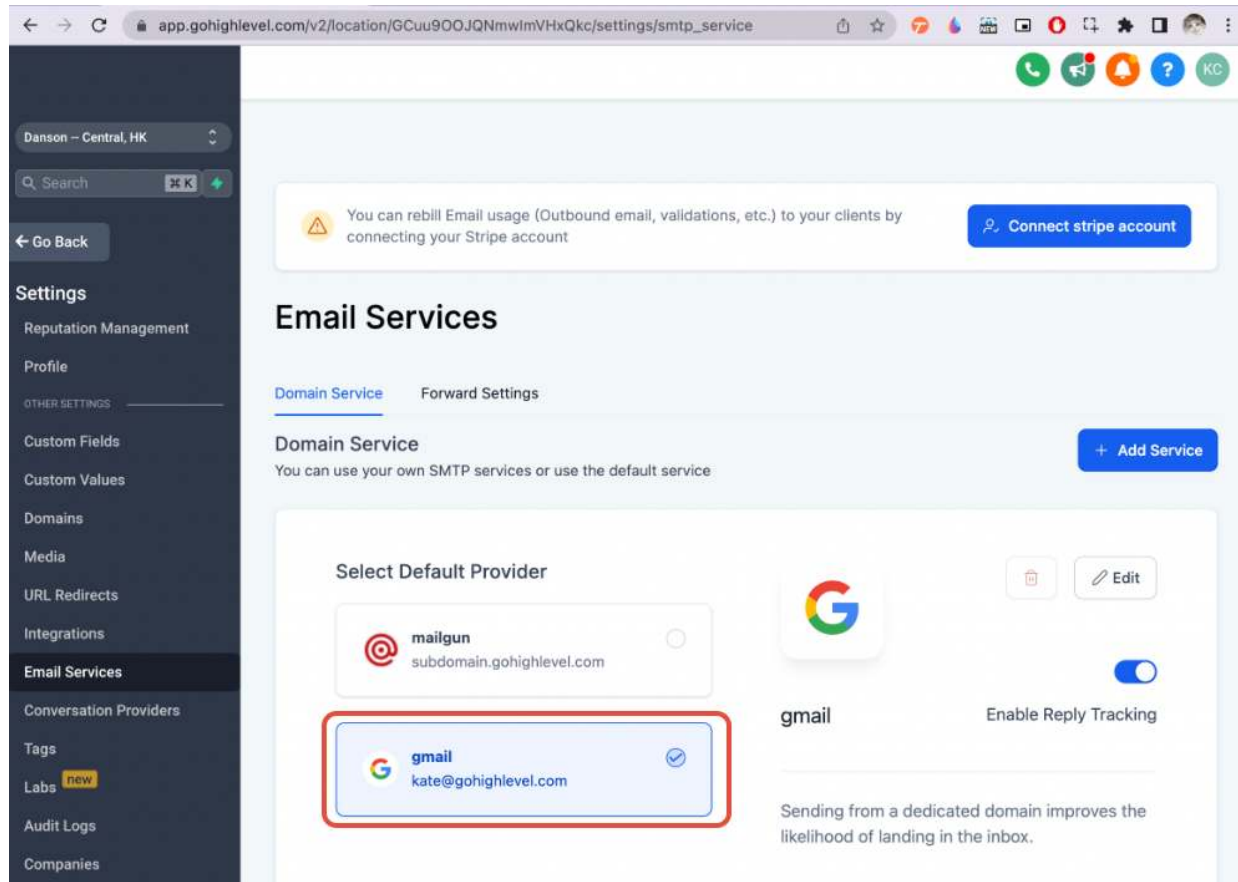 app.gohighlevel.com/v2/location/GCuu9OOJQNmwImVHxQkc/settings/smtp_service
KC
Danson – Central, HK
Search ⌘ K
← Go Back
Settings
Reputation Management
Profile
OTHER SETTINGS
Custom Fields
Custom Values
Domains
Media
URL Redirects
Integrations
Email Services
Conversation Providers
Tags
Labs new
Audit Logs
Companies
You can rebill Email usage (Outbound email, validations, etc.) to your clients by
connecting your Stripe account
Connect stripe account
Email Services
Domain Service Forward Settings
Domain Service
You can use your own SMTP services or use the default service
+ Add Service
Select Default Provider
mailgun
subdomain.gohighlevel.com
gmail
kate@gohighlevel.com
Edit
gmail
Enable Reply Tracking
Sending from a dedicated domain improves the
likelihood of landing in the inbox.